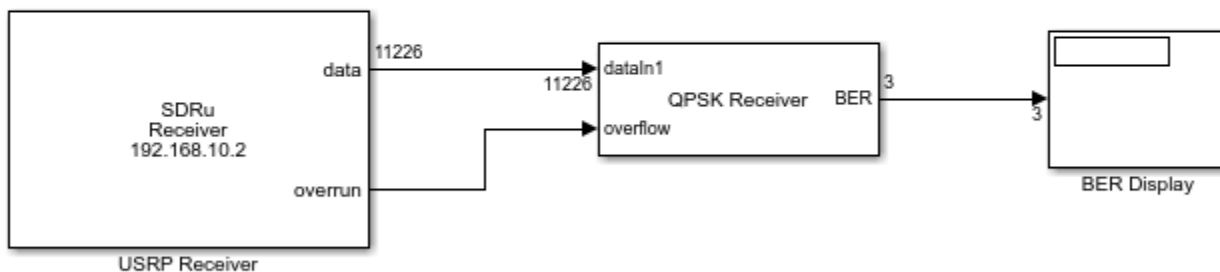 SDRu
Receiver
192.168.10.2
data
overrun
USRP Receiver
11226
11226
dataIn1
overflow
QPSK Receiver
BER
3
3
BER Display